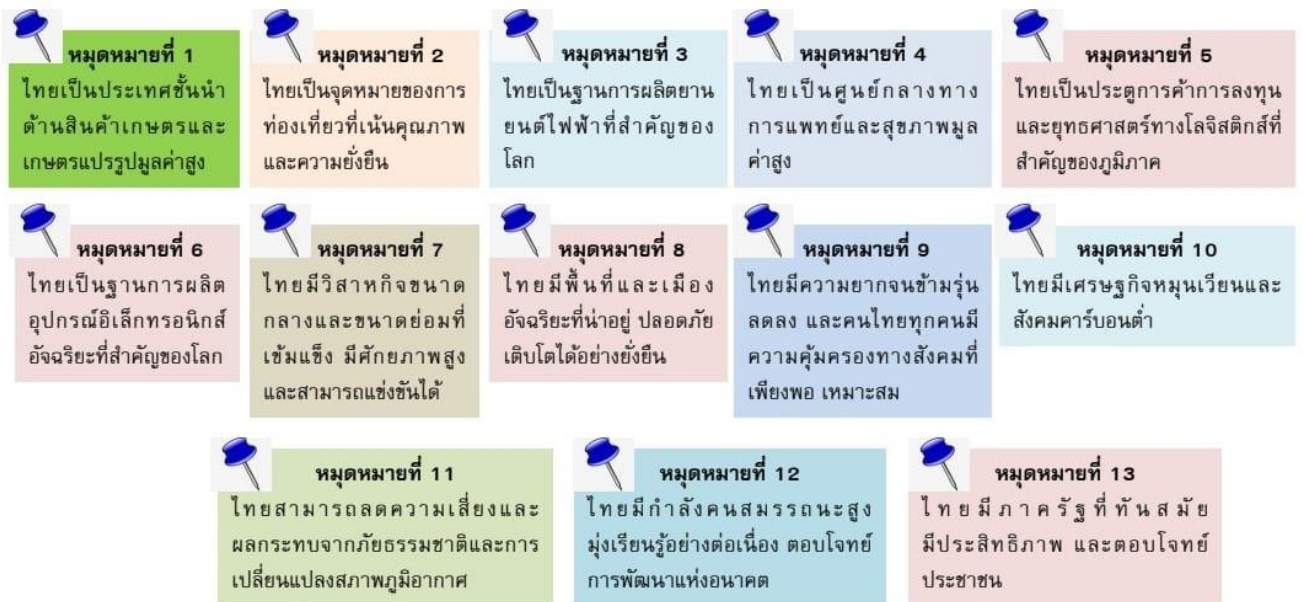 หมุดหมายที่ 1
ไทยเป็นประเทศชั้นนำ
ด้านสินค้าเกษตรและ
เกษตรแปรรูปมูลค่าสูง
หมุดหมายที่ 2
ไทยเป็นจุดหมายของการ
ท่องเที่ยวที่เน้นคุณภาพ
และความยั่งยืน
หมุดหมายที่ 3
ไทยเป็นฐานการผลิตยาน
ยนต์ไฟฟ้าที่สำคัญของ
โลก
หมุดหมายที่ 4
ไทยเป็นศูนย์กลางทาง
การแพทย์และสุขภาพมูล
ค่าสูง
หมุดหมายที่ 5
ไทยเป็นประตูการค้าการลงทุน
และยุทธศาสตร์ทางโลจิสติกส์ที่
สำคัญของภูมิภาค
หมุดหมายที่ 6
ไทยเป็นฐานการผลิต
อุปกรณ์อิเล็กทรอนิกส์
อัจฉริยะที่สำคัญของโลก
หมุดหมายที่ 7
ไทยมีวิสาหกิจขนาด
กลางและขนาดย่อมที่
เข้มแข็ง มีศักยภาพสูง
และสามารถแข่งขันได้
หมุดหมายที่ 8
ไทยมีพื้นที่และเมือง
อัจฉริยะที่น่าอยู่ ปลอดภัย
เติบโตได้อย่างยั่งยืน
หมุดหมายที่ 9
ไทยมีความยากจนข้ามรุ่น
ลดลง และคนไทยทุกคนมี
ความคุ้มครองทางสังคมที่
เพียงพอ เหมาะสม
หมุดหมายที่ 10
ไทยมีเศรษฐกิจหมุนเวียนและ
สังคมคาร์บอนต่ำ
หมุดหมายที่ 11
ไทยสามารถลดความเสี่ยงและ
ผลกระทบจากภัยธรรมชาติและการ
เปลี่ยนแปลงสภาพภูมิอากาศ
หมุดหมายที่ 12
ไทยมีกำลังคนสมรรถนะสูง
มุ่งเรียนรู้อย่างต่อเนื่อง ตอบโจทย์
การพัฒนาแห่งอนาคต
หมุดหมายที่ 13
ไทยมีภาครัฐที่ทันสมัย
มีประสิทธิภาพ และตอบโจทย์
ประชาชน